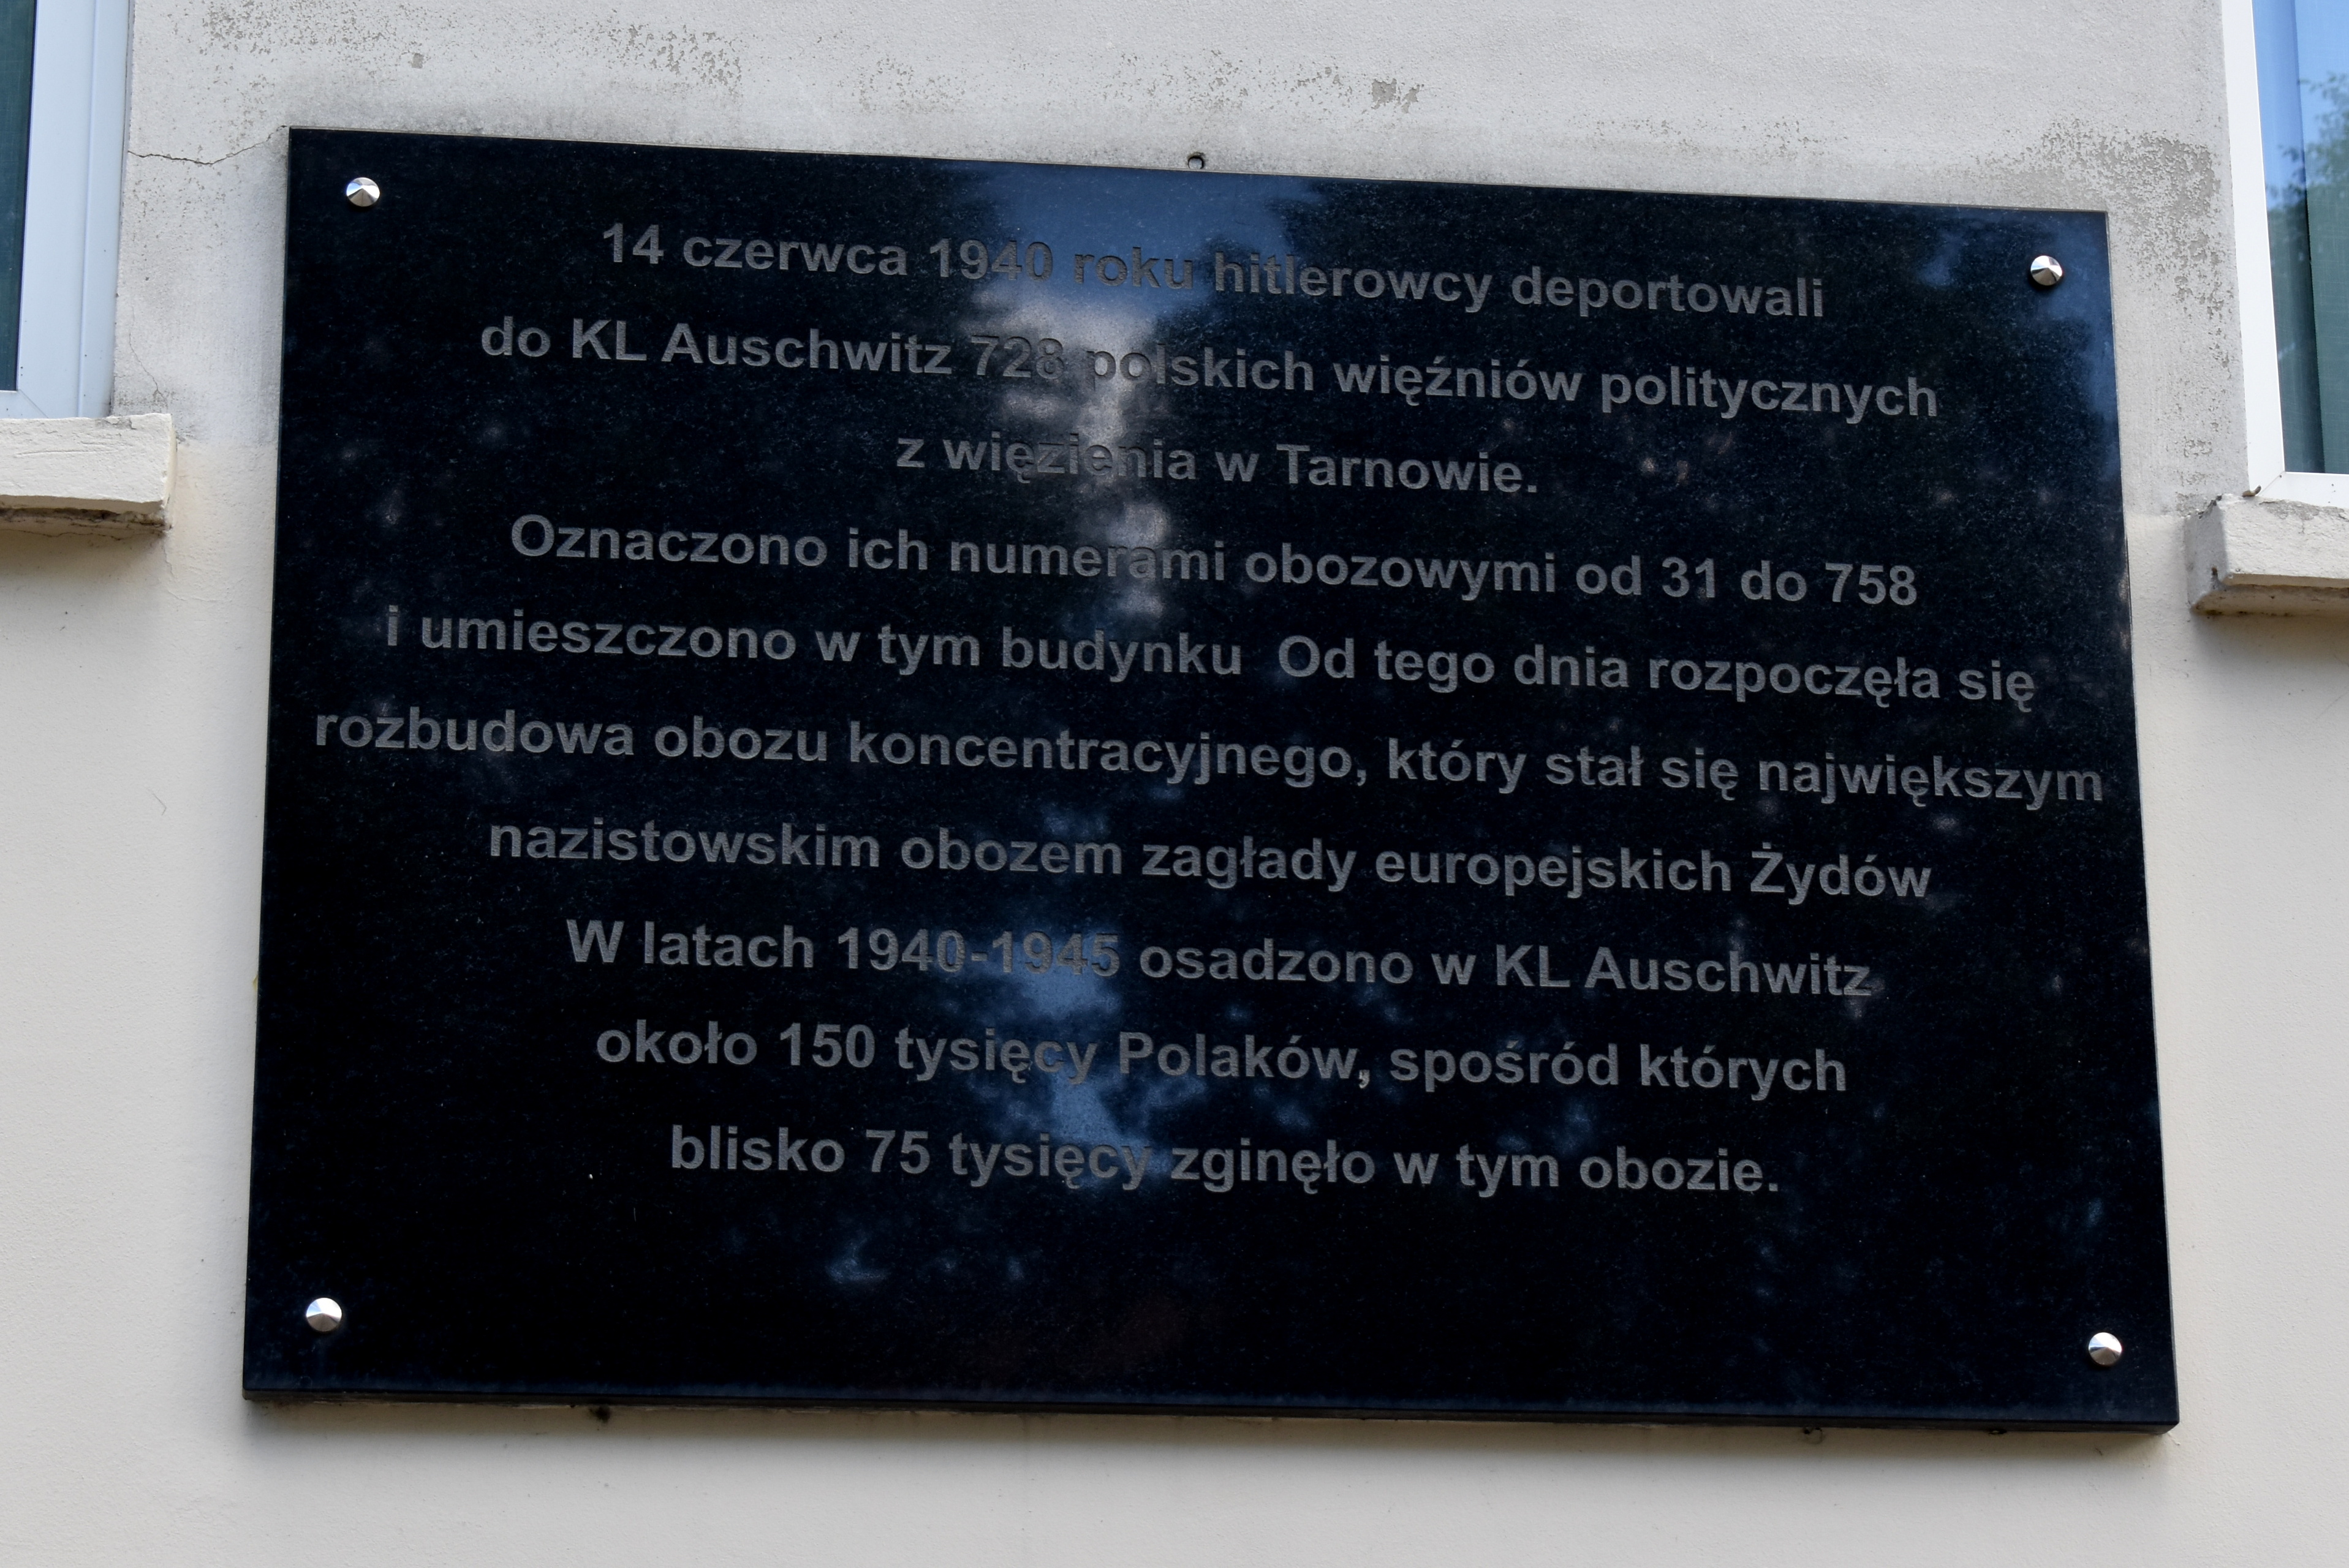 14 czerwca 1940 roku hitlerowcy deportowali
do KL Auschwitz 728 polskich więźniów politycznych
z więzienia w Tarnowie.
Oznaczono ich numerami obozowymi od 31 do 758
i umieszczono w tym budynku Od tego dnia rozpoczęła się
rozbudowa obozu koncentracyjnego, który stał się największym
nazistowskim obozem zagłady europejskich Żydów
W latach 1940-1945 osadzono w KL Auschwitz
około 150 tysięcy Polaków, spośród których
blisko 75 tysięcy zginęło w tym obozie.